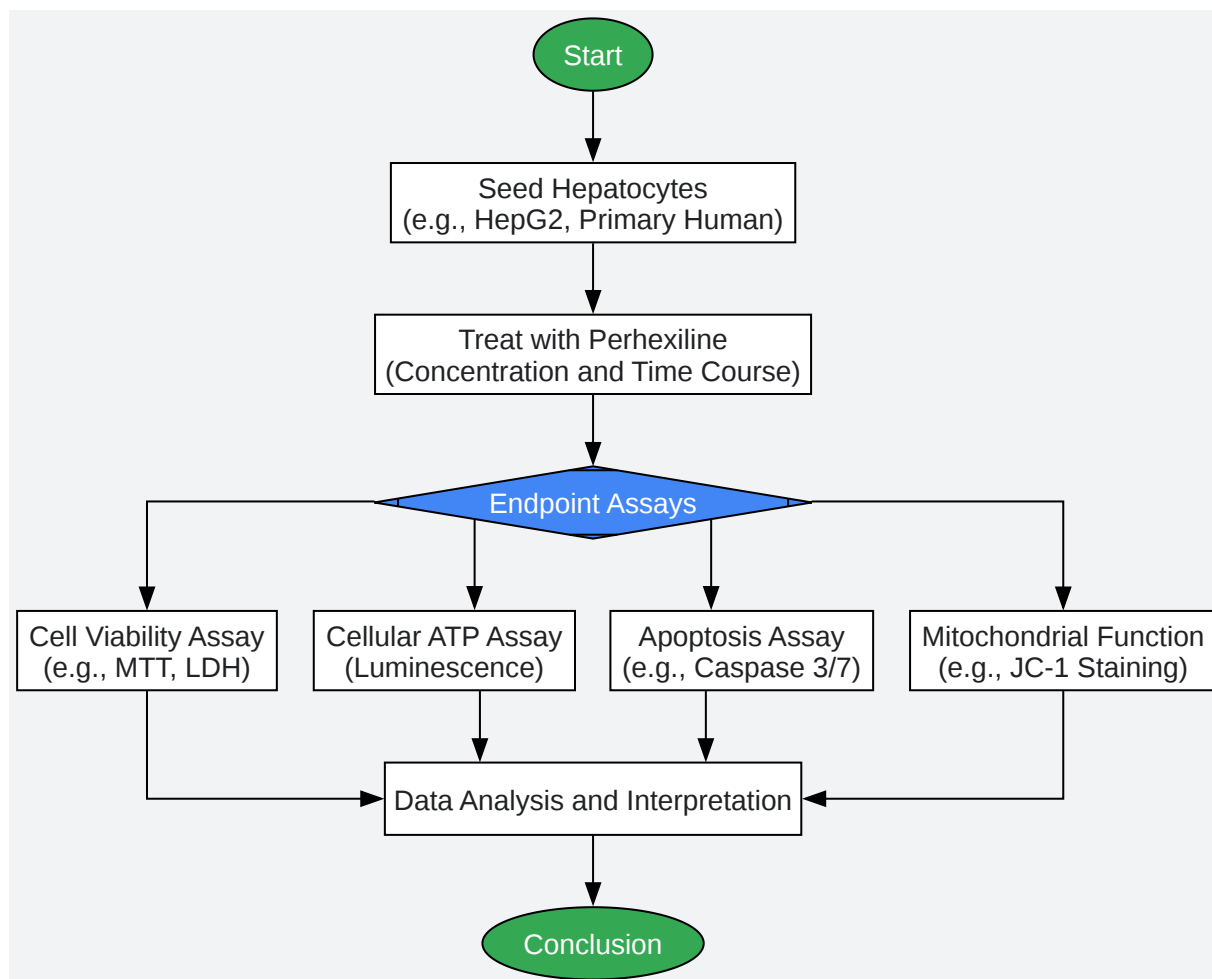 Start
Seed Hepatocytes
(e.g., HepG2, Primary Human)
Treat with Perhexiline
(Concentration and Time Course)
Endpoint Assays
Cell Viability Assay
(e.g., MTT, LDH)
Cellular ATP Assay
(Luminescence)
Apoptosis Assay
(e.g., Caspase 3/7)
Mitochondrial Function
(e.g., JC-1 Staining)
Data Analysis and Interpretation
Conclusion